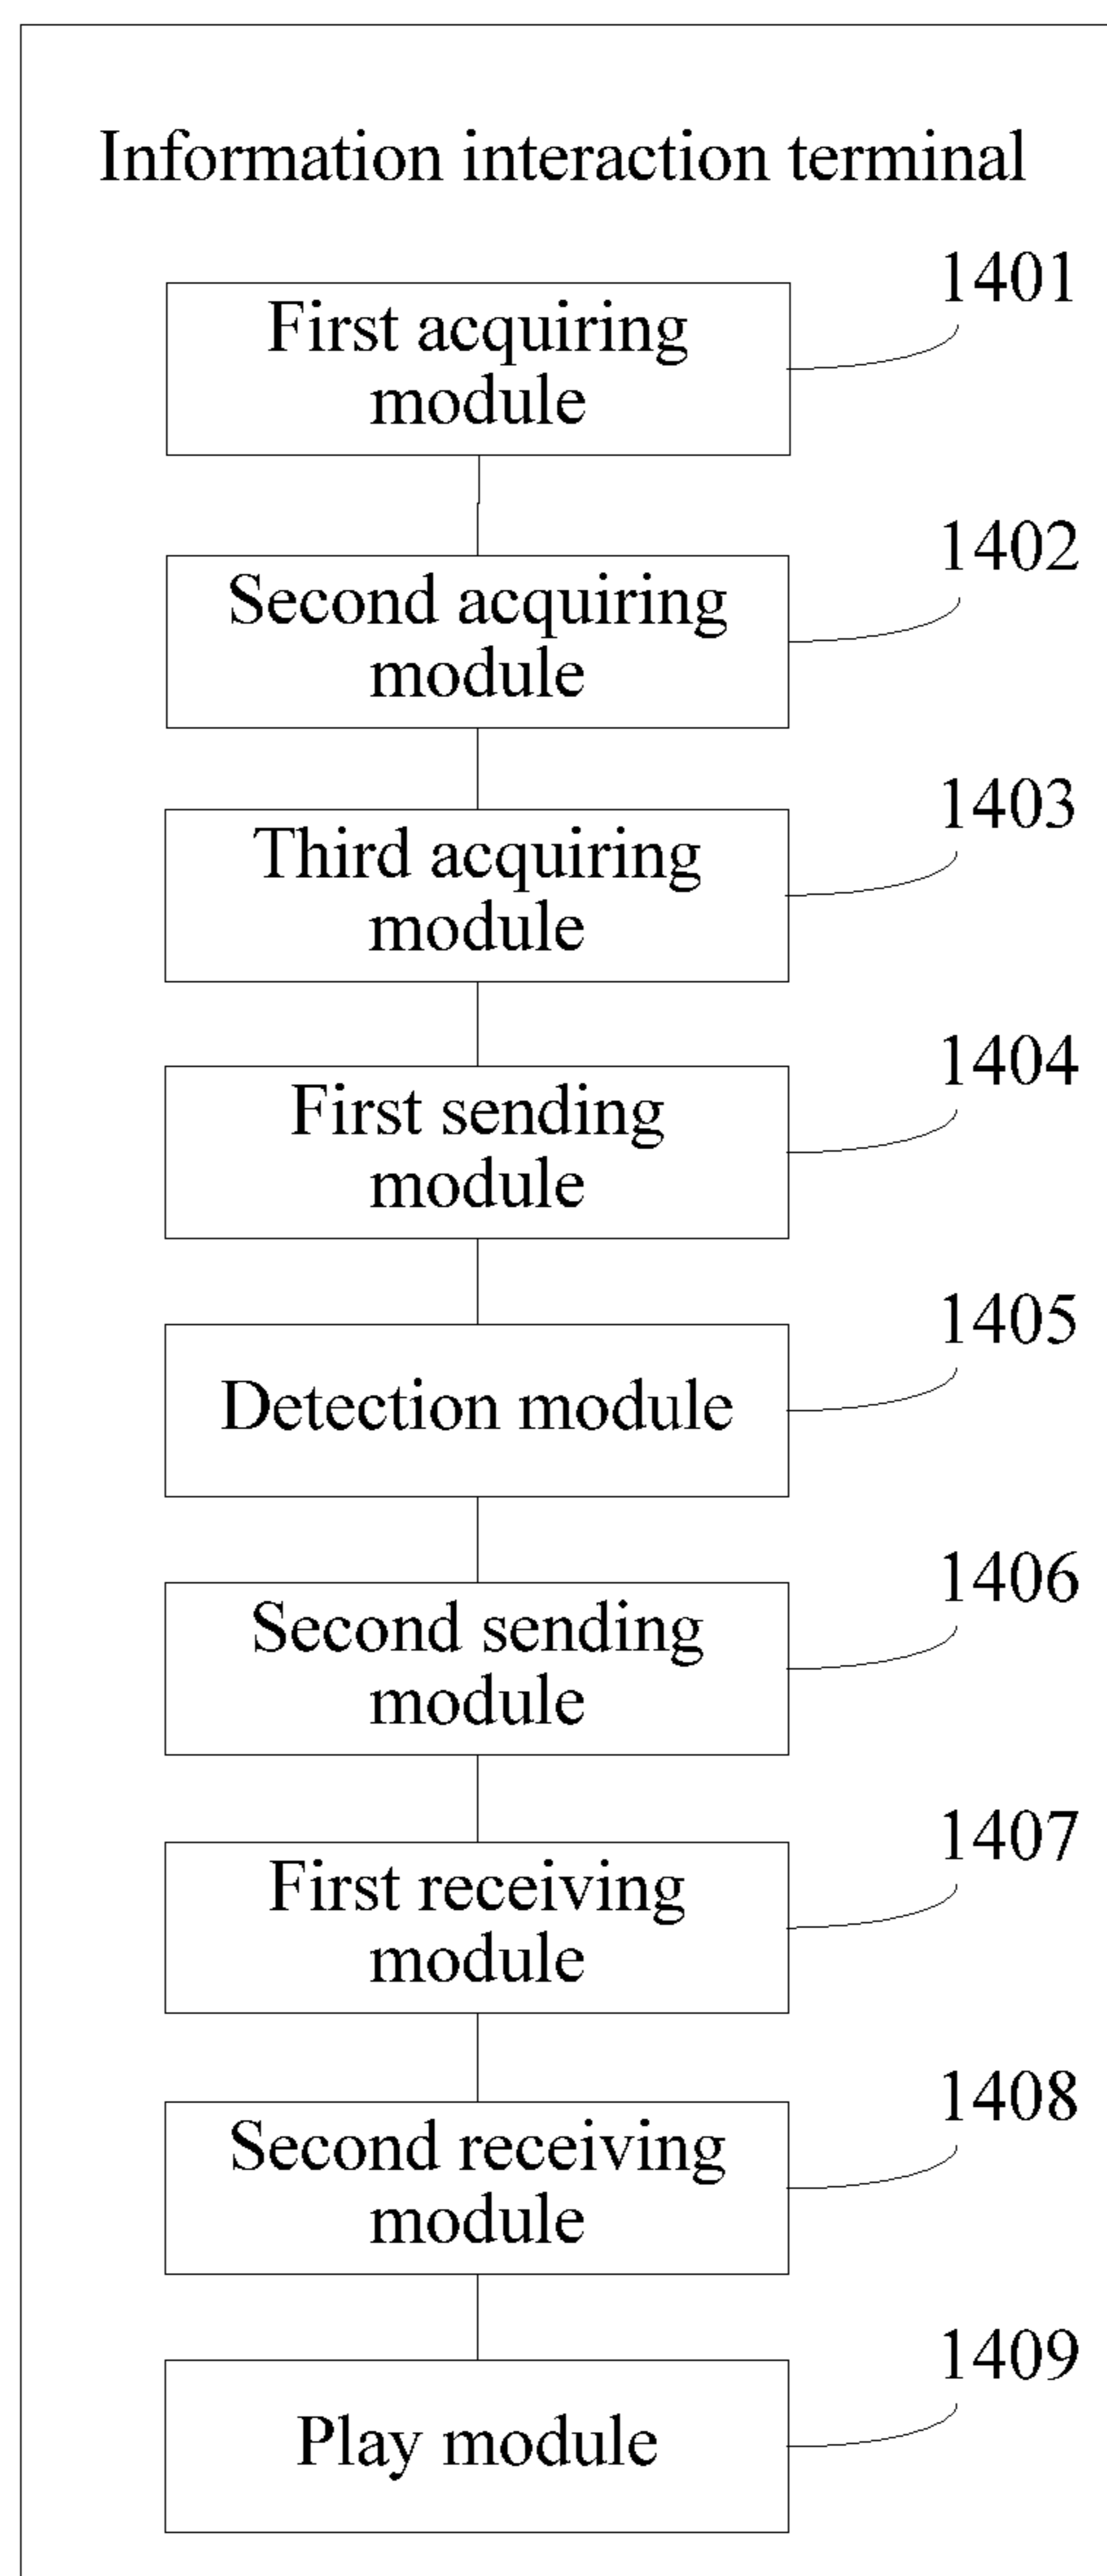 Information interaction terminal
1401
First acquiring
module
1402
Second acquiring
module
1403
Third acquiring
module
1404
First sending
module
1405
Detection module
1406
Second sending
module
1407
First receiving
module
1408
Second receiving
module
1409
Play module